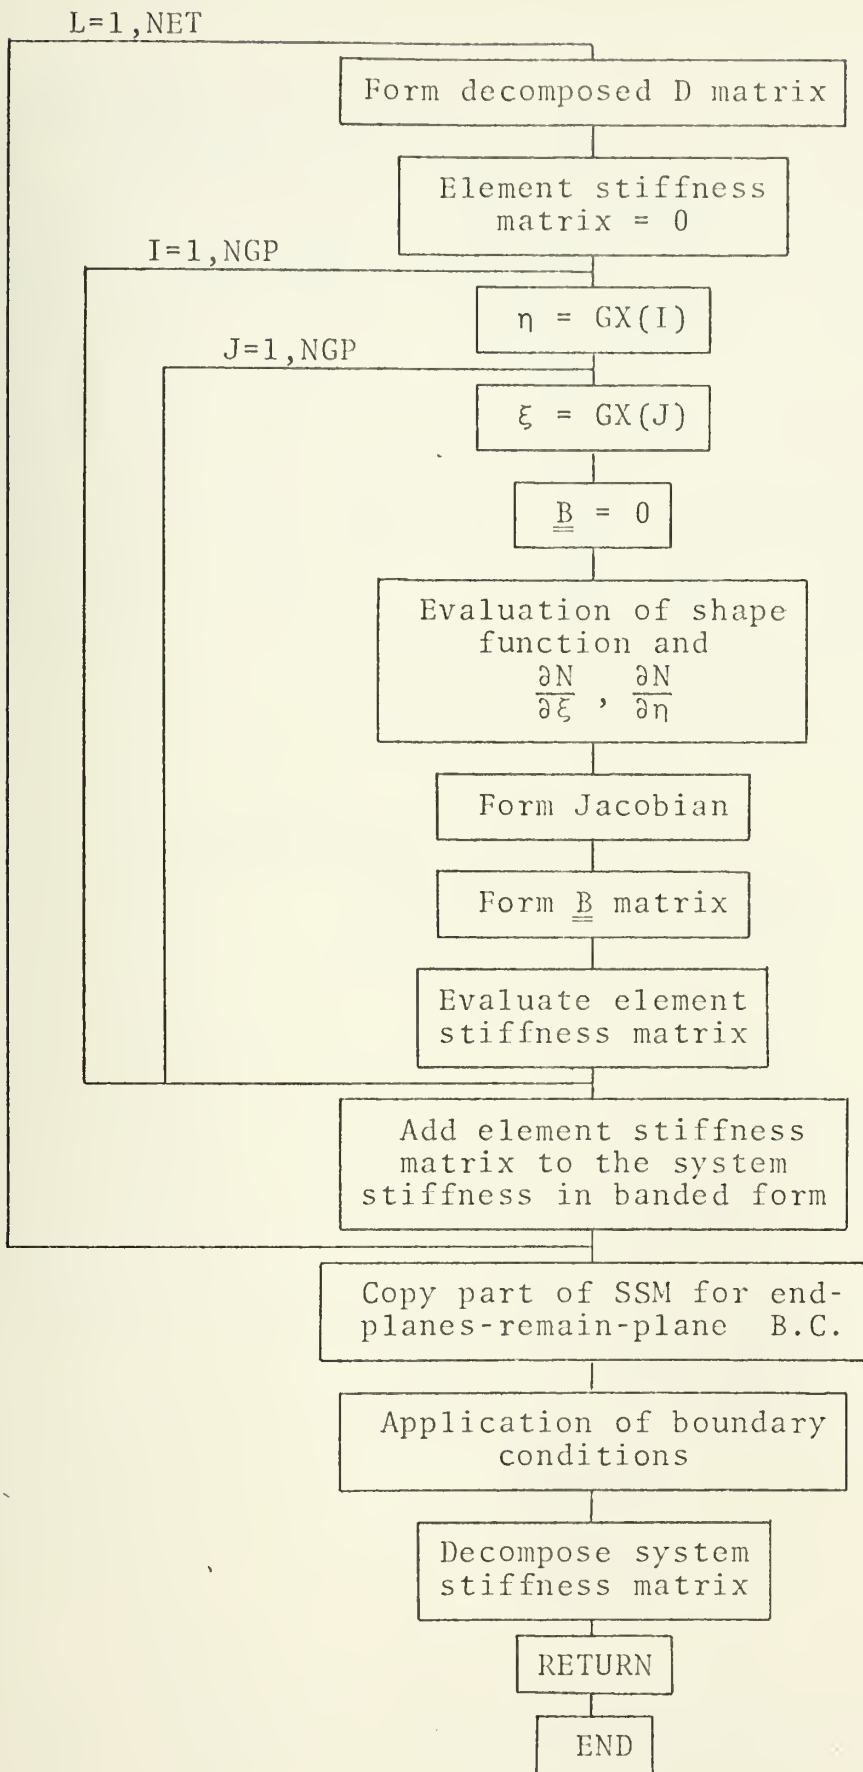 L=1,NET
Form decomposed D matrix
Element stiffness
matrix = 0
I=1,NGP
η = GX(I)
J=1,NGP
ξ = GX(J)
B = 0
Evaluation of shape
function and
∂N/∂ξ , ∂N/∂η
Form Jacobian
Form B matrix
Evaluate element
stiffness matrix
Add element stiffness
matrix to the system
stiffness in banded form
Copy part of SSM for end-
planes-remain-plane B.C.
Application of boundary
conditions
Decompose system
stiffness matrix
RETURN
END